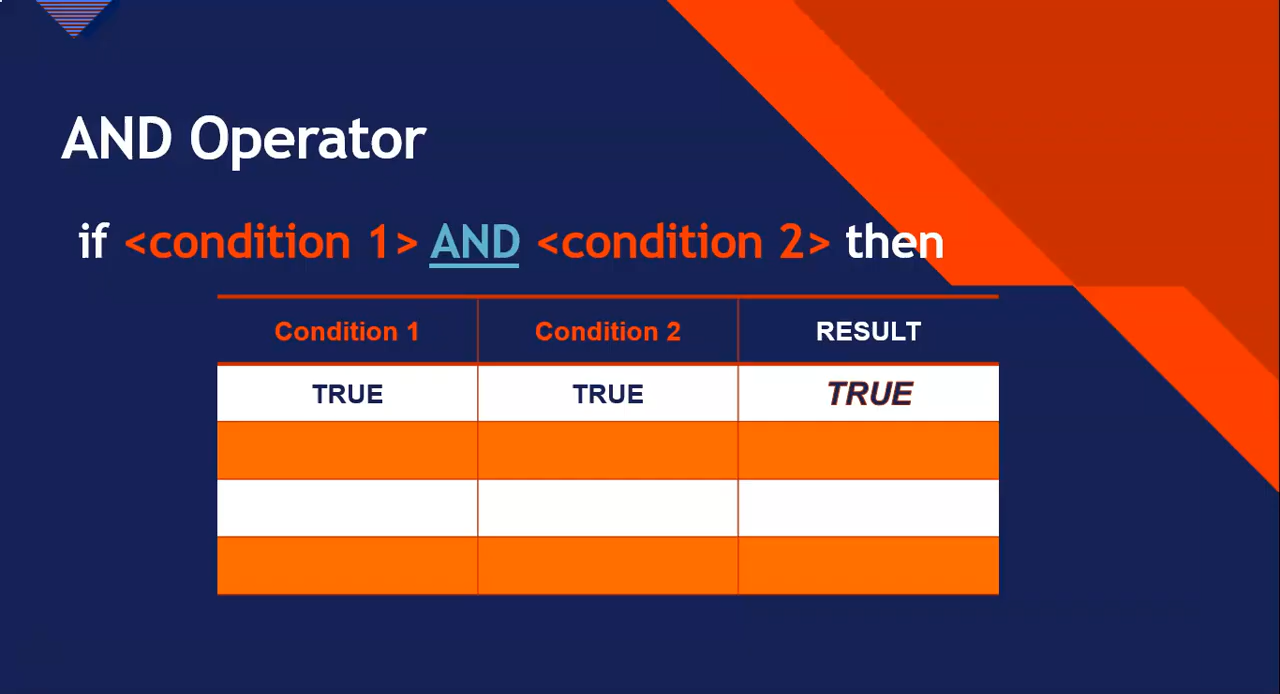 AND Operator
if <condition 1> AND <condition 2> then
Condition 1 Condition 2 RESULT
TRUE TRUE TRUE